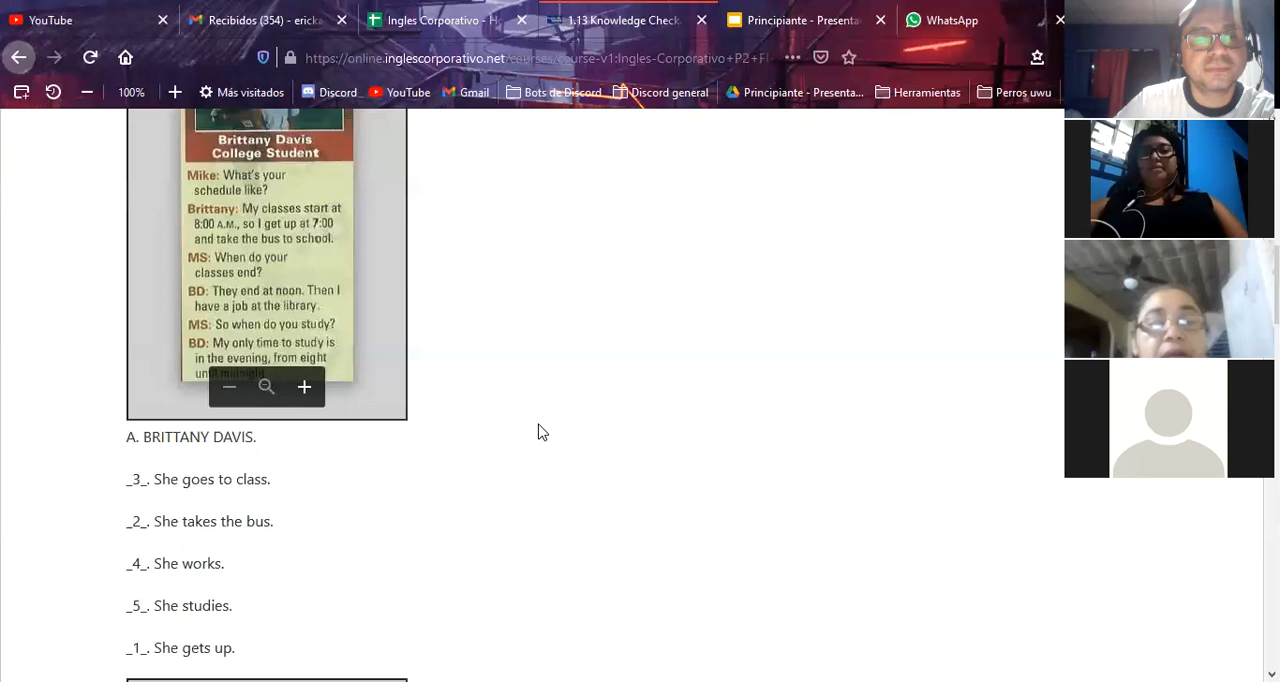 YouTube
Recibidos (354) - ericka
Ingles Corporativo - Ho
1.13 Knowledge Check
Principiante - Presenta
WhatsApp
https://online.inglescorporativo.net/courses/course-v1:Ingles-Corporativo+P2+FI
100%
Más visitados
Discord
YouTube
Gmail
Bots de Discord
Discord general
Principiante - Presenta...
Herramientas
Perros uwu
Brittany Davis
College Student
Mike: What's your
schedule like?
Brittany: My classes start at
8:00 A.M., so I get up at 7:00
and take the bus to school.
MS: When do your
classes end?
BD: They end at noon. Then I
have a job at the library.
MS: So when do you study?
BD: My only time to study is
in the evening, from eight
until midnight.
A. BRITTANY DAVIS.
_3_. She goes to class.
_2_. She takes the bus.
_4_. She works.
_5_. She studies.
_1_. She gets up.